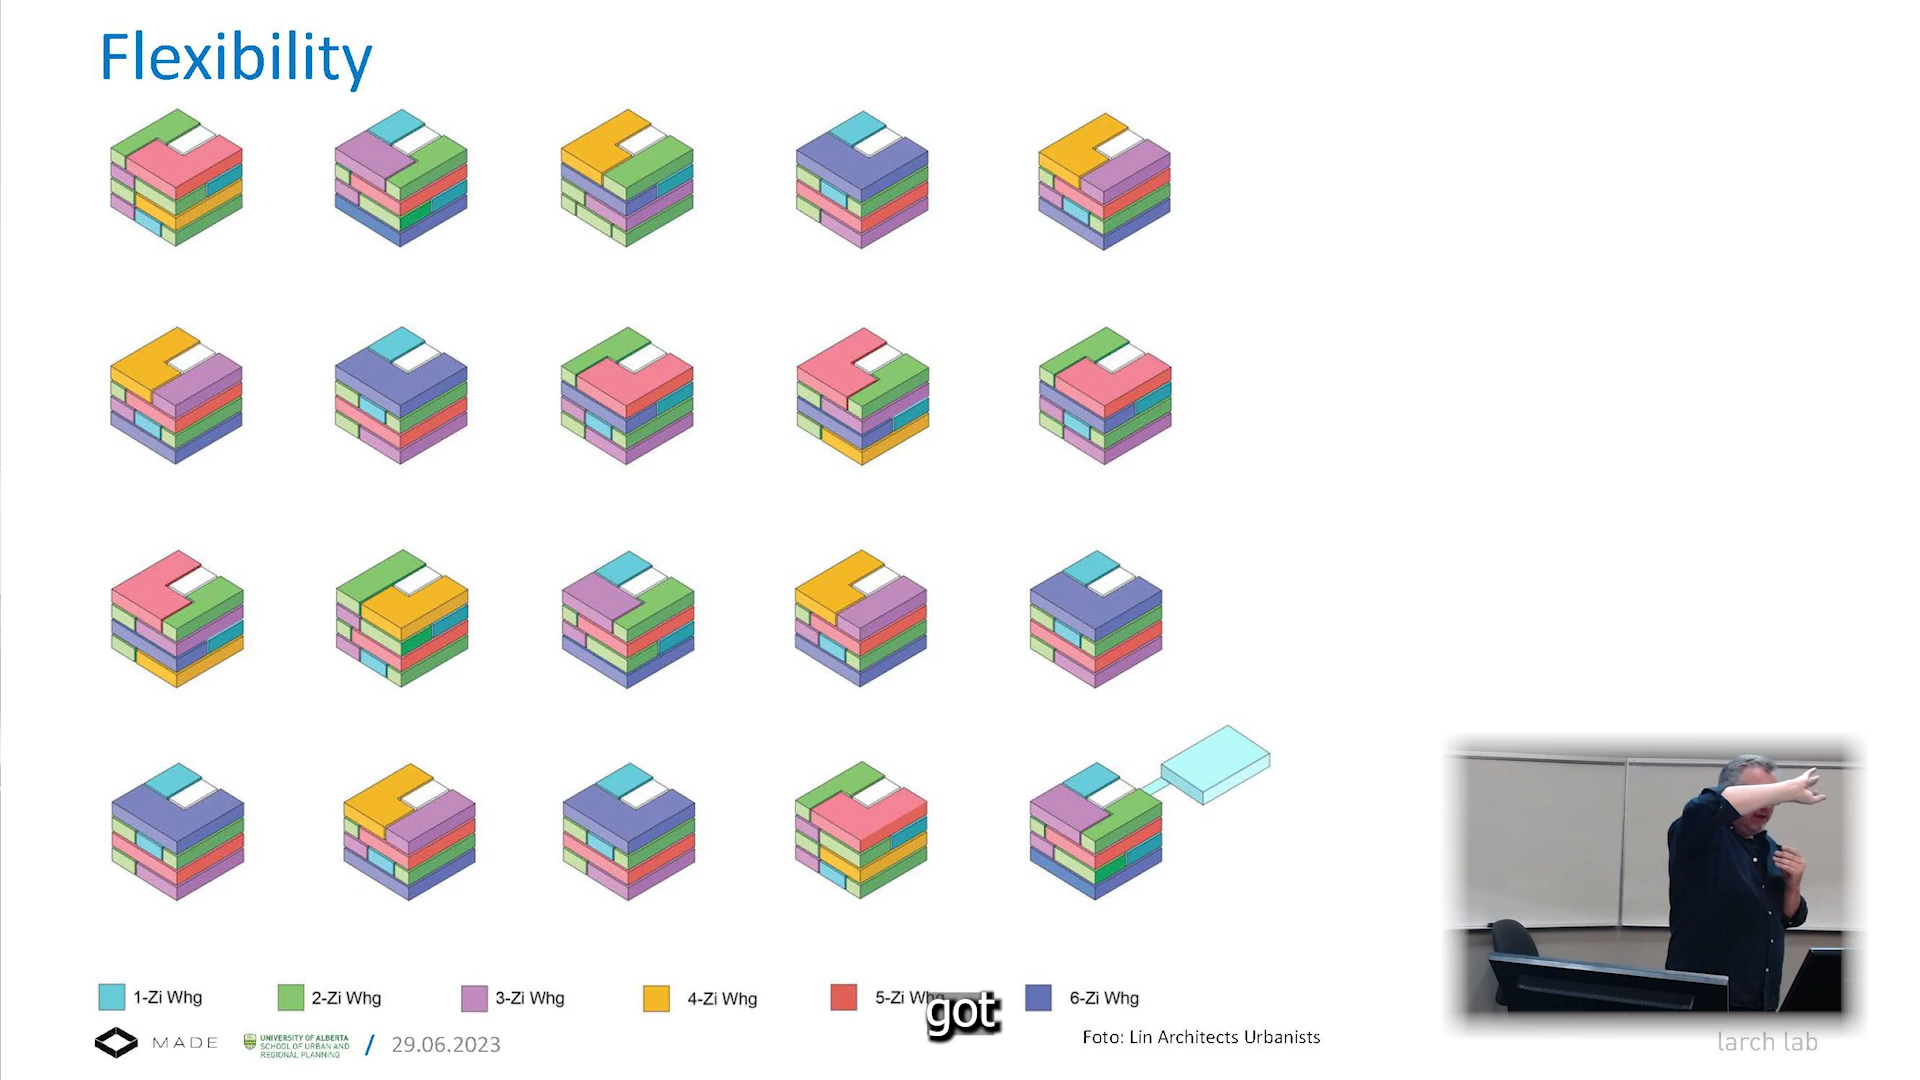 Flexibility
1-Zi Whg
2-Zi Whg
3-Zi Whg
4-Zi Whg
5-Zi Whg
6-Zi Whg
got
MADE
UNIVERSITY OF ALBERTA
SCHOOL OF URBAN AND
REGIONAL PLANNING
/ 29.06.2023
Foto: Lin Architects Urbanists
larch lab